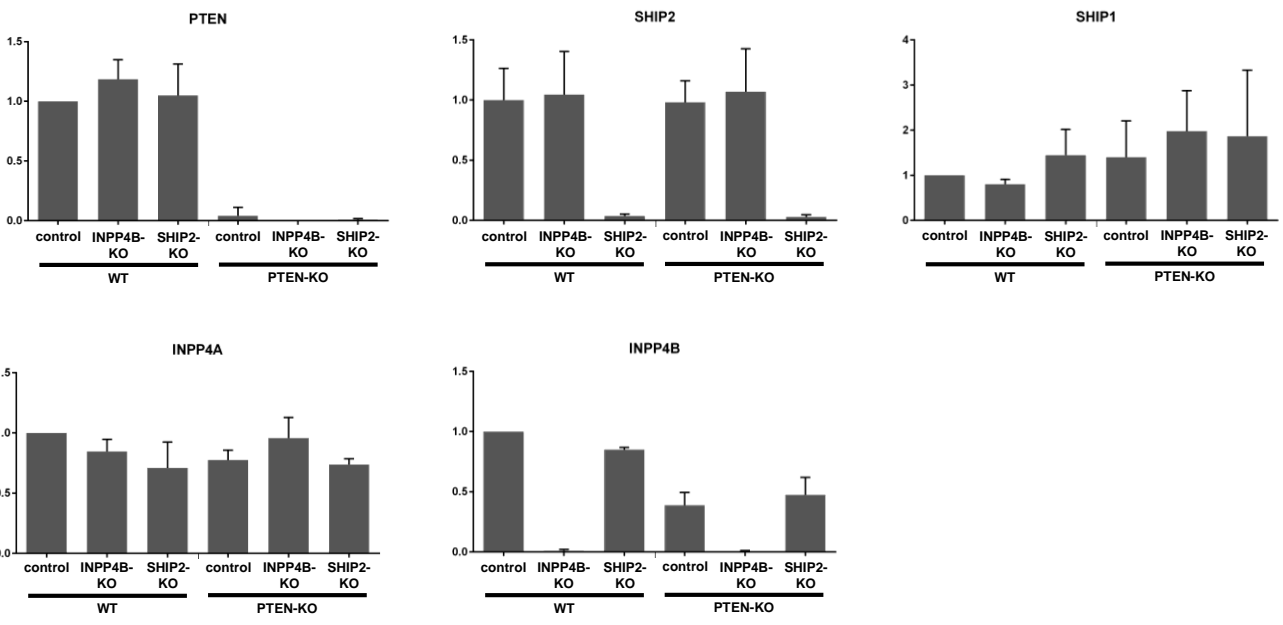 PTEN
1.5
1.0
0.5
0.0
control INPP4B- SHIP2- control INPP4B- SHIP2-
KO KO KO KO
WT PTEN-KO
SHIP2
1.5
1.0
0.5
0.0
control INPP4B- SHIP2- control INPP4B- SHIP2-
KO KO KO KO
WT PTEN-KO
SHIP1
4
3
2
1
0
control INPP4B- SHIP2- control INPP4B- SHIP2-
KO KO KO KO
WT PTEN-KO
INPP4A
.5
.0
.5
.0
control INPP4B- SHIP2- control INPP4B- SHIP2-
KO KO KO KO
WT PTEN-KO
INPP4B
1.5
1.0
0.5
0.0
control INPP4B- SHIP2- control INPP4B- SHIP2-
KO KO KO KO
WT PTEN-KO